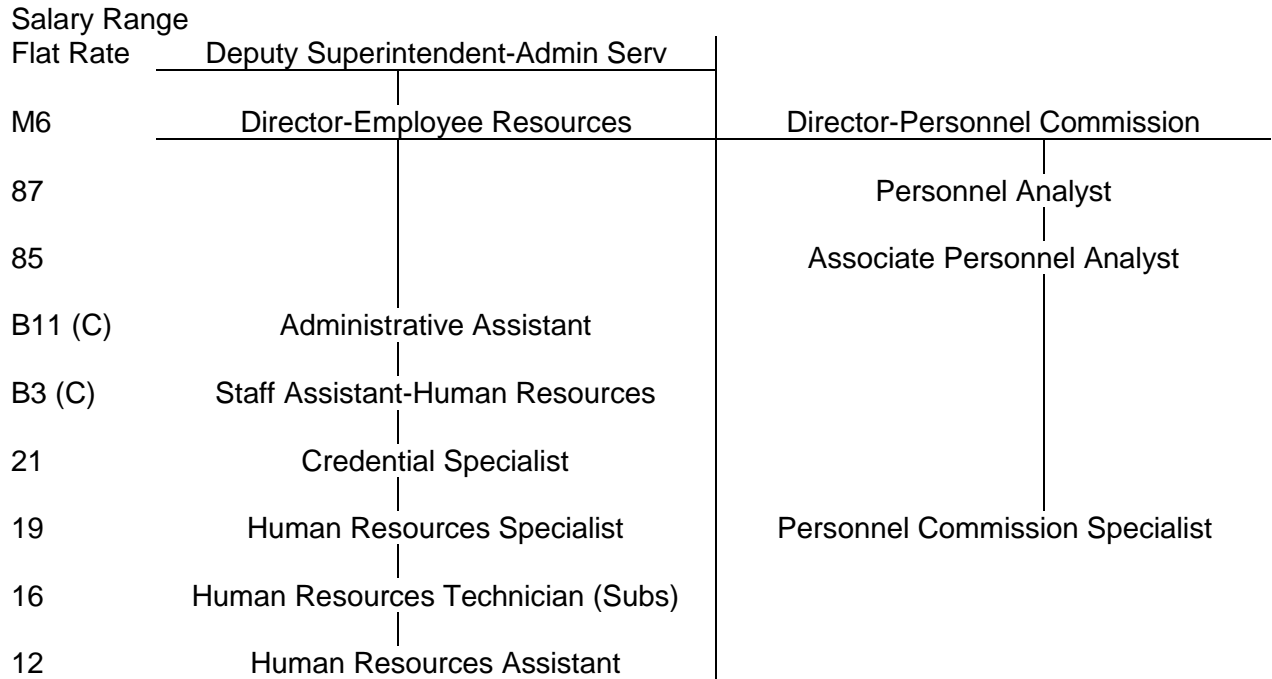 Salary Range
Flat Rate Deputy Superintendent-Admin Serv
M6 Director-Employee Resources Director-Personnel Commission
87 Personnel Analyst
85 Associate Personnel Analyst
B11 (C) Administrative Assistant
B3 (C) Staff Assistant-Human Resources
21 Credential Specialist
19 Human Resources Specialist Personnel Commission Specialist
16 Human Resources Technician (Subs)
12 Human Resources Assistant